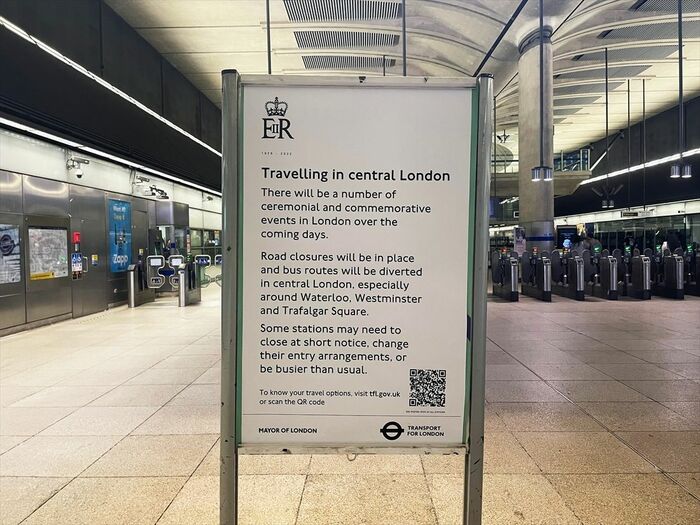 EIIR
1926 - 2022
Travelling in central London
There will be a number of
ceremonial and commemorative
events in London over the
coming days.
Road closures will be in place
and bus routes will be diverted
in central London, especially
around Waterloo, Westminster
and Trafalgar Square.
Some stations may need to
close at short notice, change
their entry arrangements, or
be busier than usual.
To know your travel options, visit tfl.gov.uk
or scan the QR code
MAYOR OF LONDON
TRANSPORT
FOR LONDON
Zapp